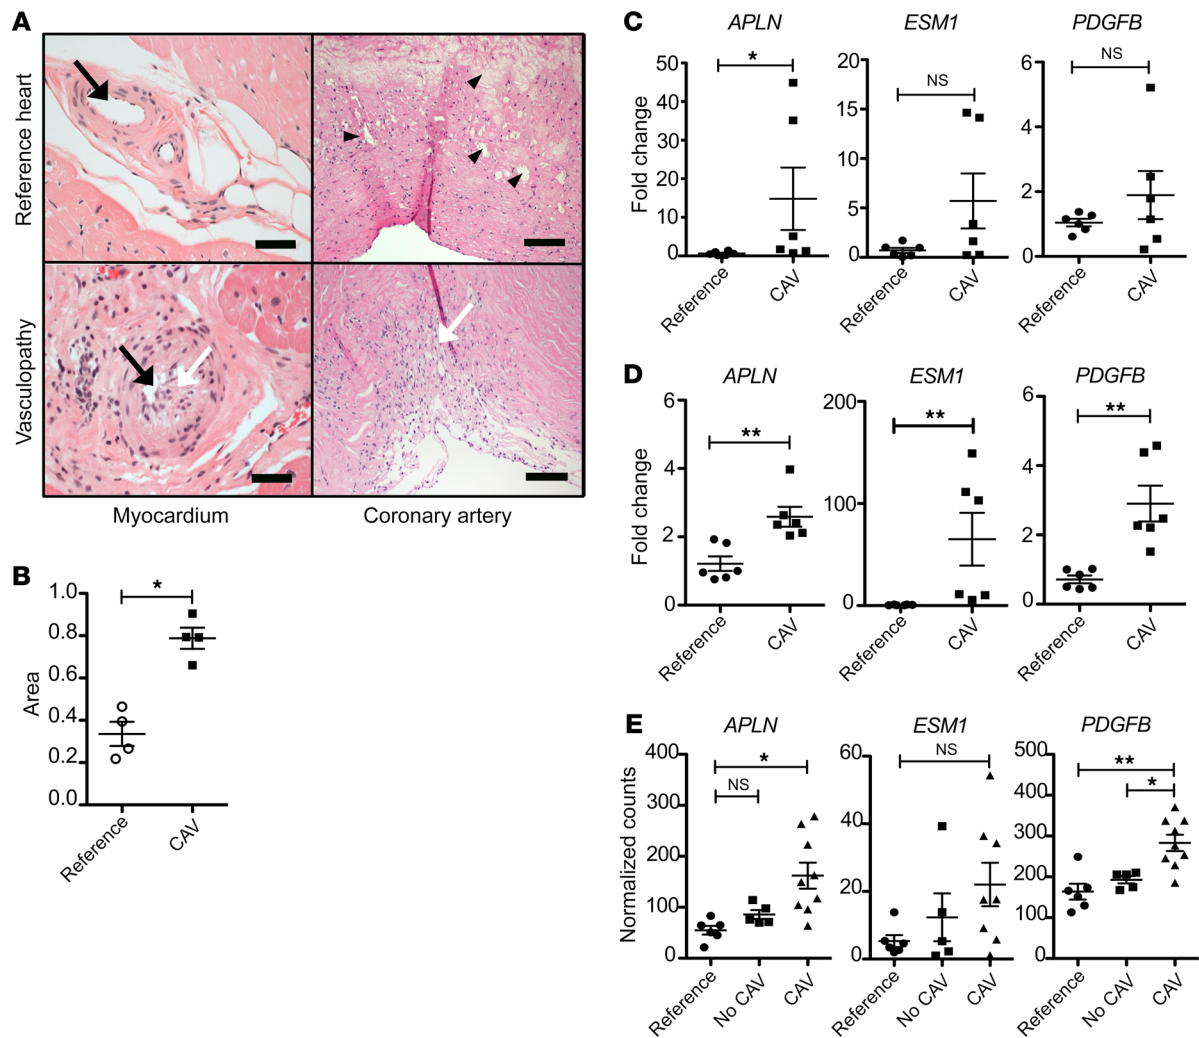 A
Reference heart
Vasculopathy
Myocardium
Coronary artery
B
*
Area
1.0
0.8
0.6
0.4
0.2
0.0
Reference
CAV
C
APLN
ESM1
PDGFB
Fold change
50
40
30
20
10
0
*
Reference
CAV
20
15
10
5
0
NS
Reference
CAV
6
4
2
0
NS
Reference
CAV
D
APLN
ESM1
PDGFB
Fold change
6
4
2
0
**
Reference
CAV
200
100
0
**
Reference
CAV
6
4
2
0
**
Reference
CAV
E
APLN
ESM1
PDGFB
Normalized counts
400
300
200
100
0
*
NS
Reference
No CAV
CAV
60
40
20
0
NS
Reference
No CAV
CAV
500
400
300
200
100
0
**
*
Reference
No CAV
CAV